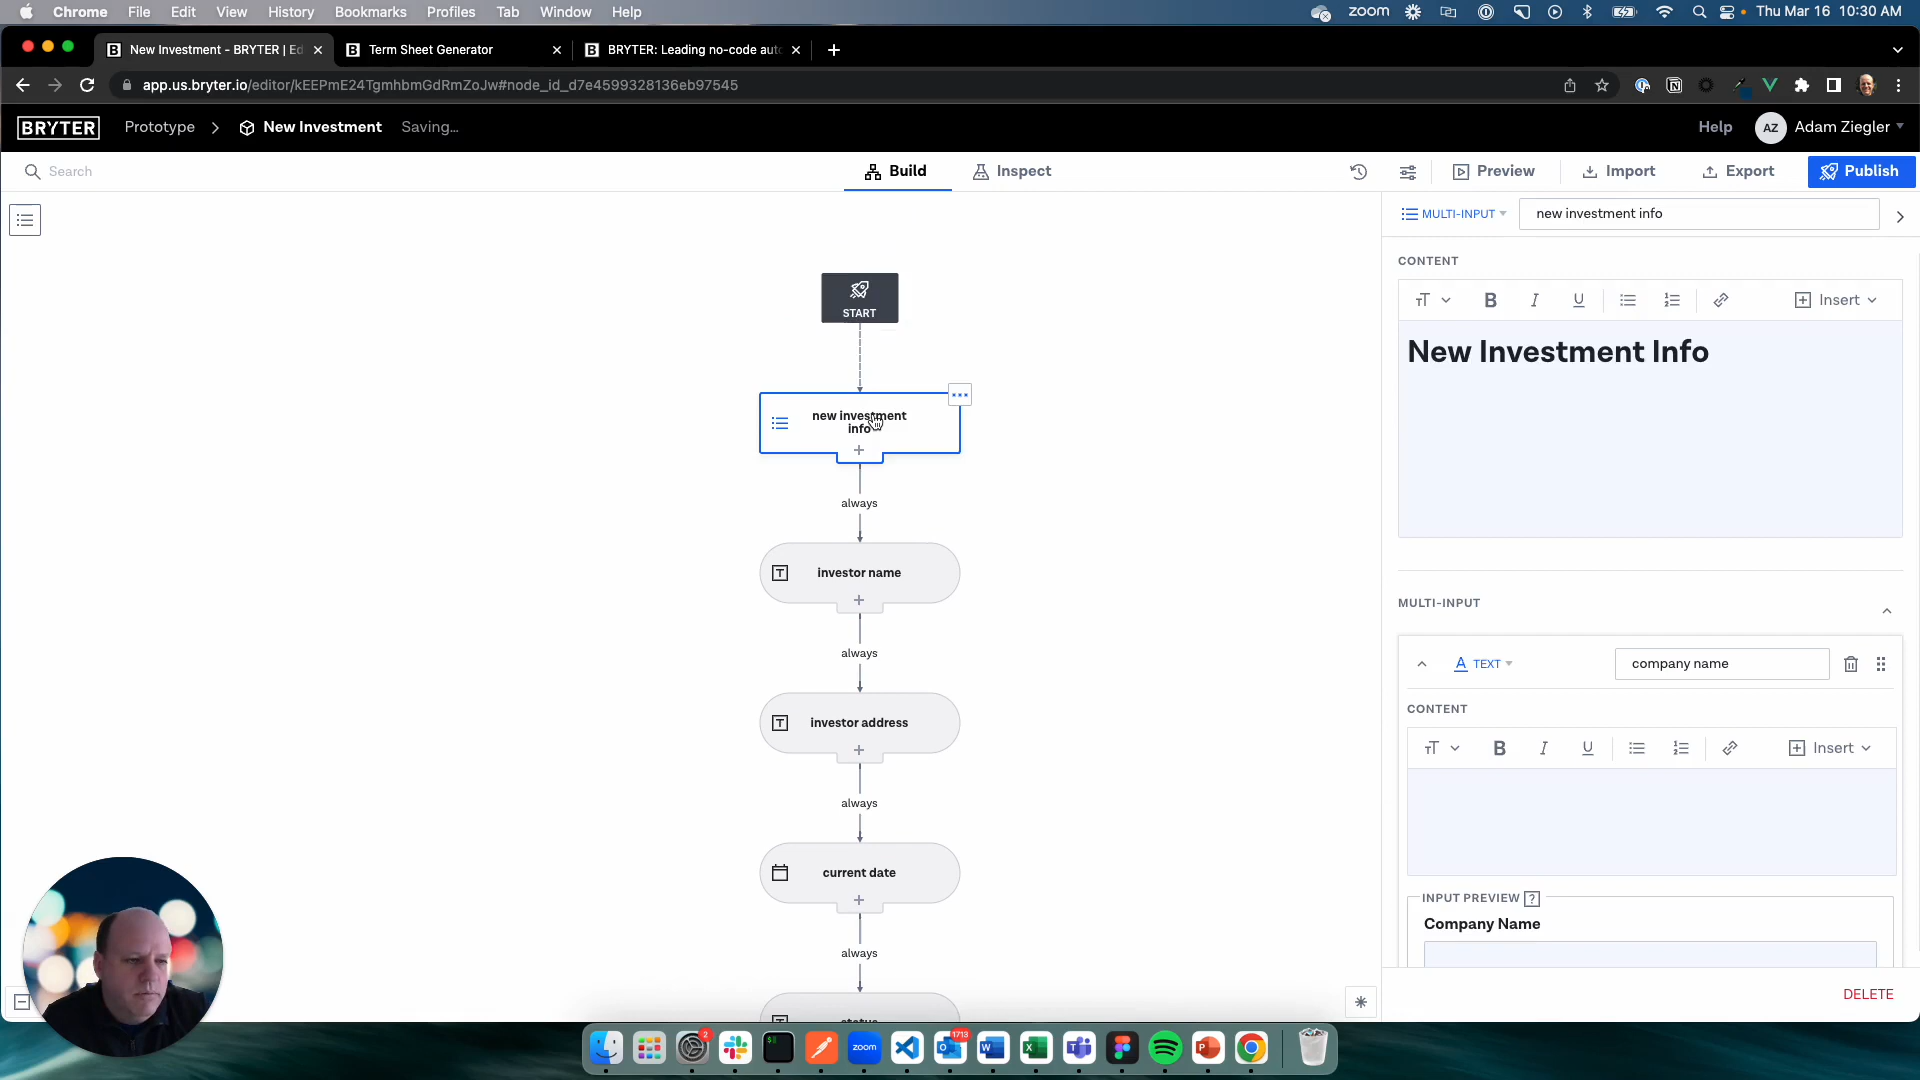 Chrome File Edit View History Bookmarks Profiles Tab Window Help
zoom
Thu Mar 16 10:30 AM
New Investment - BRYTER | Ed
Term Sheet Generator
BRYTER: Leading no-code auto
app.us.bryter.io/editor/kEEPmE24TgmhbmGdRmZoJw#node_id_d7e4599328136eb97545
BRYTER
Prototype
New Investment
Saving...
Help
AZ
Adam Ziegler
Search
Build
Inspect
Preview
Import
Export
Publish
MULTI-INPUT
new investment info
CONTENT
B I U
Insert
New Investment Info
START
new investment
info
always
investor name
always
investor address
always
current date
always
MULTI-INPUT
A TEXT
company name
CONTENT
B I U
Insert
INPUT PREVIEW ?
Company Name
DELETE
2
zoom
1713